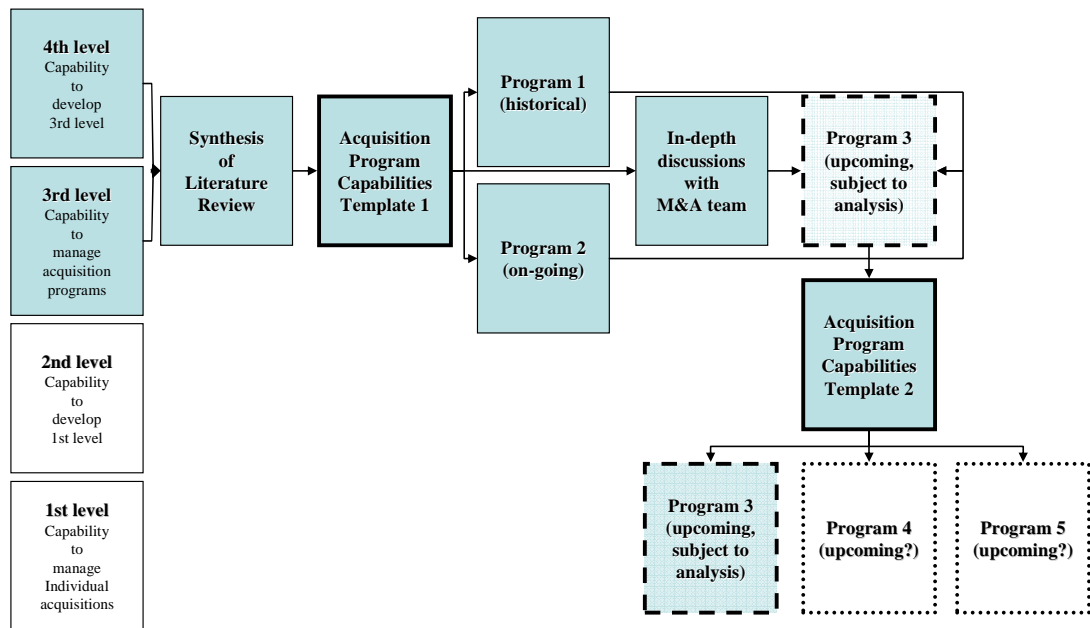 4th level
Capability
to
develop
3rd level
3rd level
Capability
to
manage
acquisition
programs
2nd level
Capability
to
develop
1st level
1st level
Capability
to
manage
Individual
acquisitions
Synthesis
of
Literature
Review
Acquisition
Program
Capabilities
Template 1
Program 1
(historical)
Program 2
(on-going)
In-depth
discussions
with
M&A team
Program 3
(upcoming,
subject to
analysis)
Acquisition
Program
Capabilities
Template 2
Program 3
(upcoming,
subject to
analysis)
Program 4
(upcoming?)
Program 5
(upcoming?)